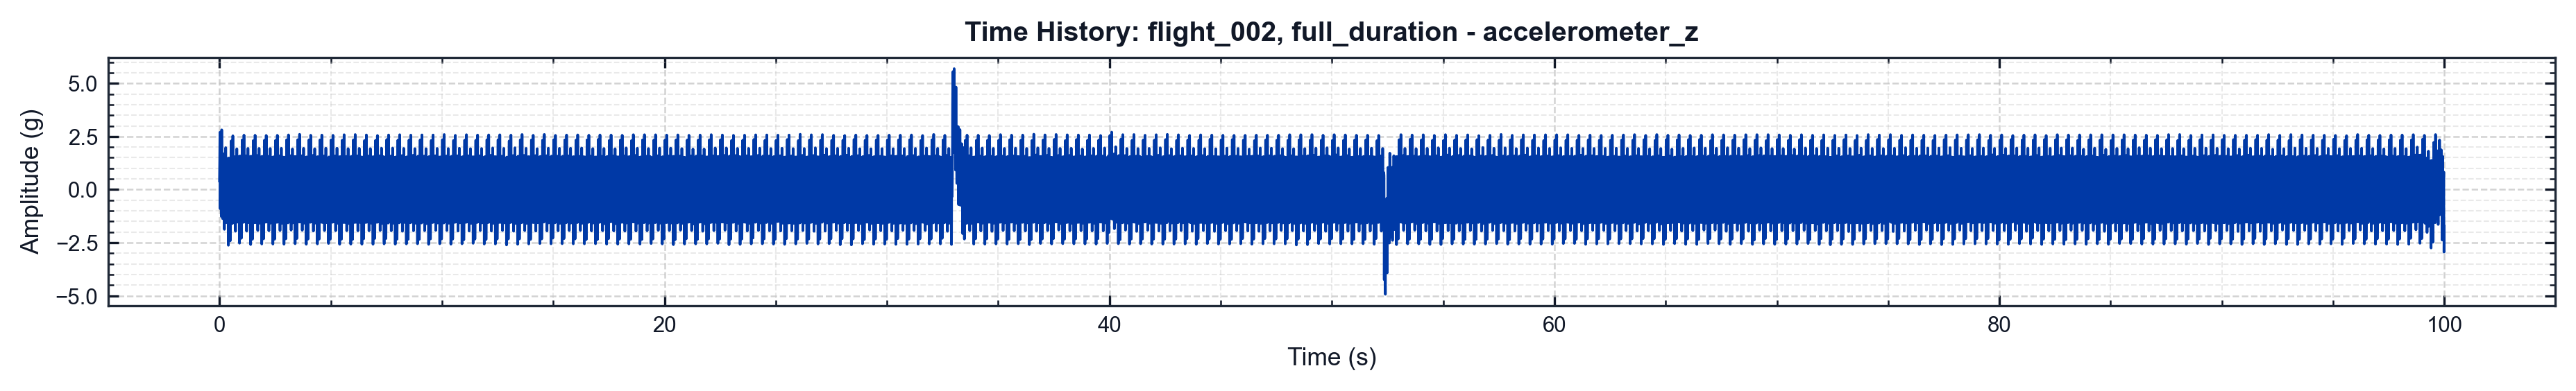 Time History: flight_002, full_duration - accelerometer_z
Amplitude (g)
5.0
2.5
0.0
−2.5
−5.0
0 20 40 60 80 100
Time (s)